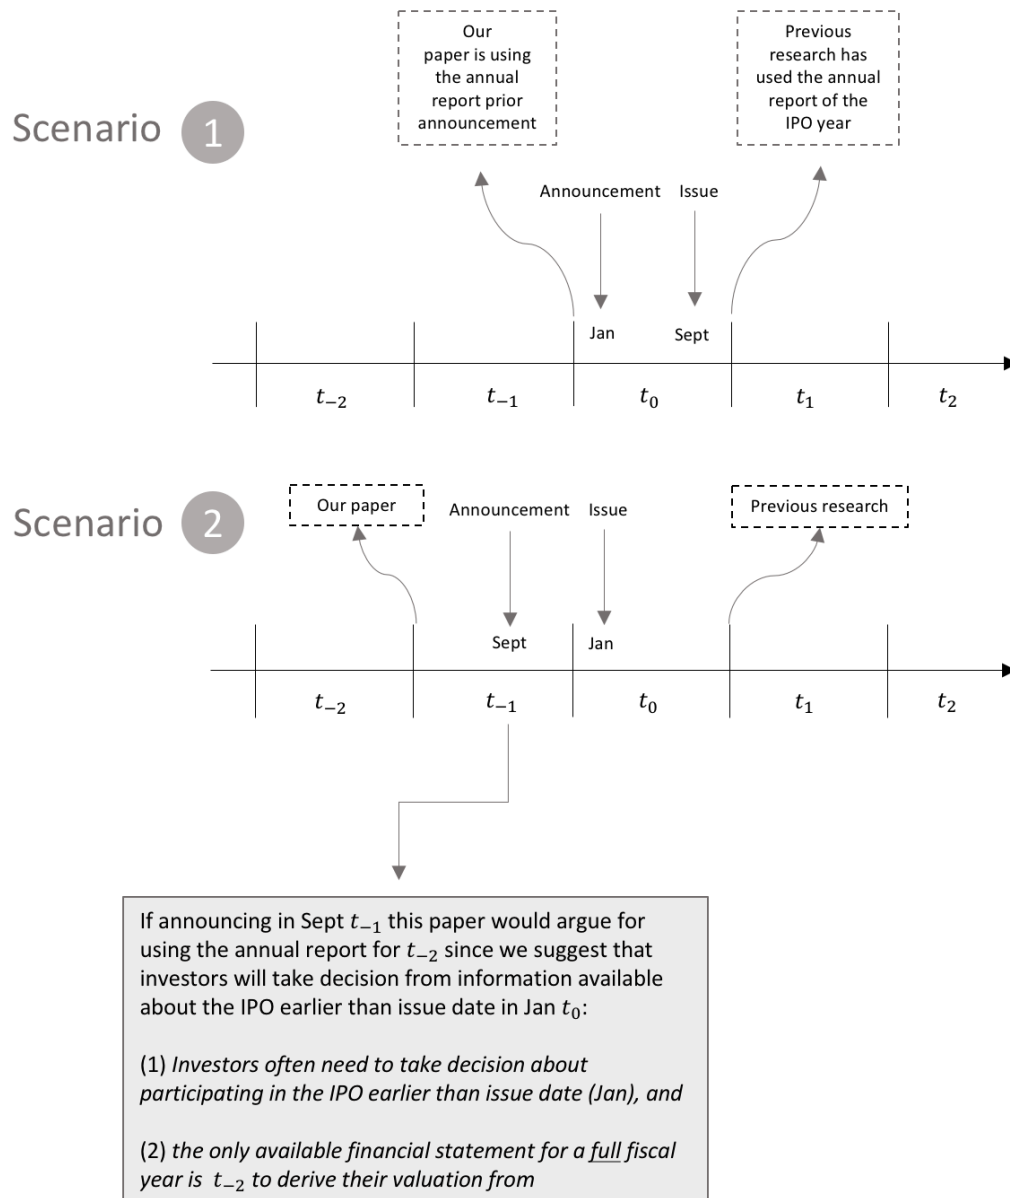 Our
paper is using
the annual
report prior
announcement
Previous
research has
used the annual
report of the
IPO year
Scenario 1
Announcement Issue
Jan Sept
t₋₂ t₋₁ t₀ t₁ t₂
Scenario 2
Our paper
Announcement Issue
Previous research
Sept Jan
t₋₂ t₋₁ t₀ t₁ t₂
If announcing in Sept t₋₁ this paper would argue for
using the annual report for t₋₂ since we suggest that
investors will take decision from information available
about the IPO earlier than issue date in Jan t₀:
(1) Investors often need to take decision about
participating in the IPO earlier than issue date (Jan), and
(2) the only available financial statement for a full fiscal
year is t₋₂ to derive their valuation from